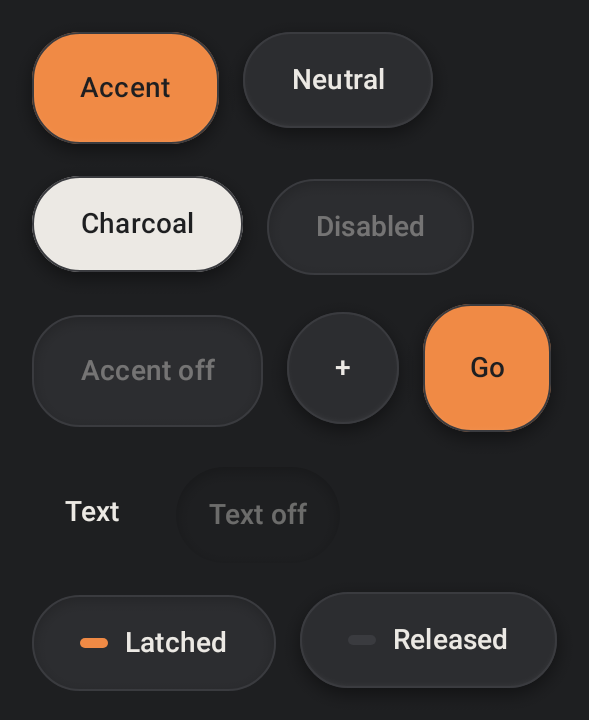 Accent Neutral
Charcoal Disabled
Accent off + Go
Text Text off
Latched Released